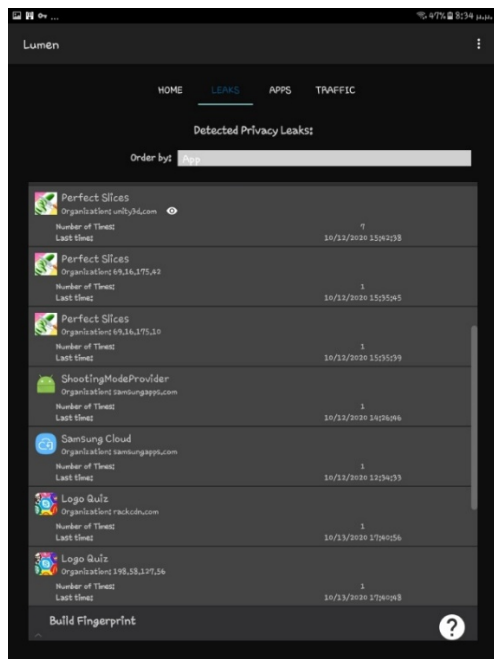 47% 8:34 μ.μ.
Lumen
HOME LEAKS APPS TRAFFIC
Detected Privacy Leaks:
Order by: App
Perfect Slices
Organization: unity3d.com
Number of Times: 7
Last time: 10/12/2020 15:42:38
Perfect Slices
Organization: 69.16.175.42
Number of Times: 1
Last time: 10/12/2020 15:35:45
Perfect Slices
Organization: 69.16.175.10
Number of Times: 1
Last time: 10/12/2020 15:35:39
ShootingModeProvider
Organization: samsungapps.com
Number of Times: 1
Last time: 10/12/2020 14:26:46
Samsung Cloud
Organization: samsungapps.com
Number of Times: 1
Last time: 10/12/2020 12:34:33
Logo Quiz
Organization: rackcdn.com
Number of Times: 1
Last time: 10/13/2020 17:40:56
Logo Quiz
Organization: 198.58.127.56
Number of Times: 1
Last time: 10/13/2020 17:40:48
Build Fingerprint
?